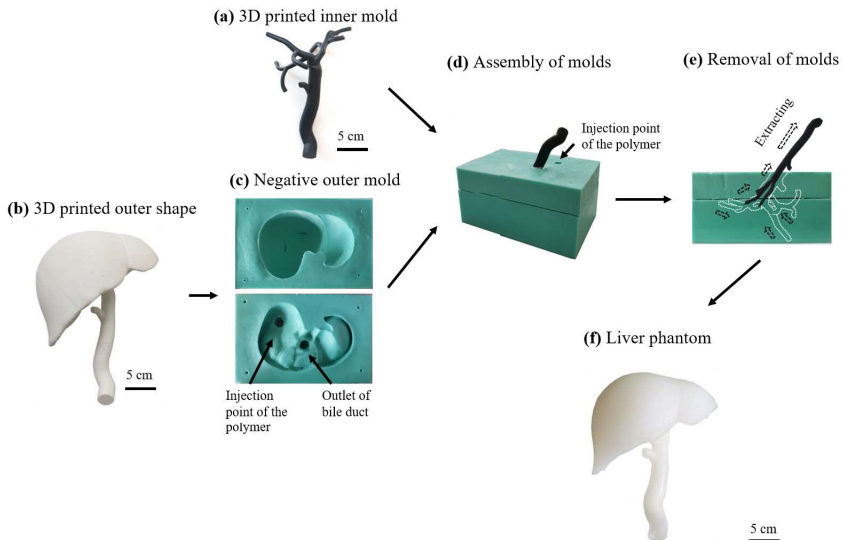 (a) 3D printed inner mold
5 cm
(b) 3D printed outer shape
5 cm
(c) Negative outer mold
Injection
point of the
polymer
Outlet of
bile duct
(d) Assembly of molds
Injection point
of the polymer
(e) Removal of molds
Extracting
(f) Liver phantom
5 cm